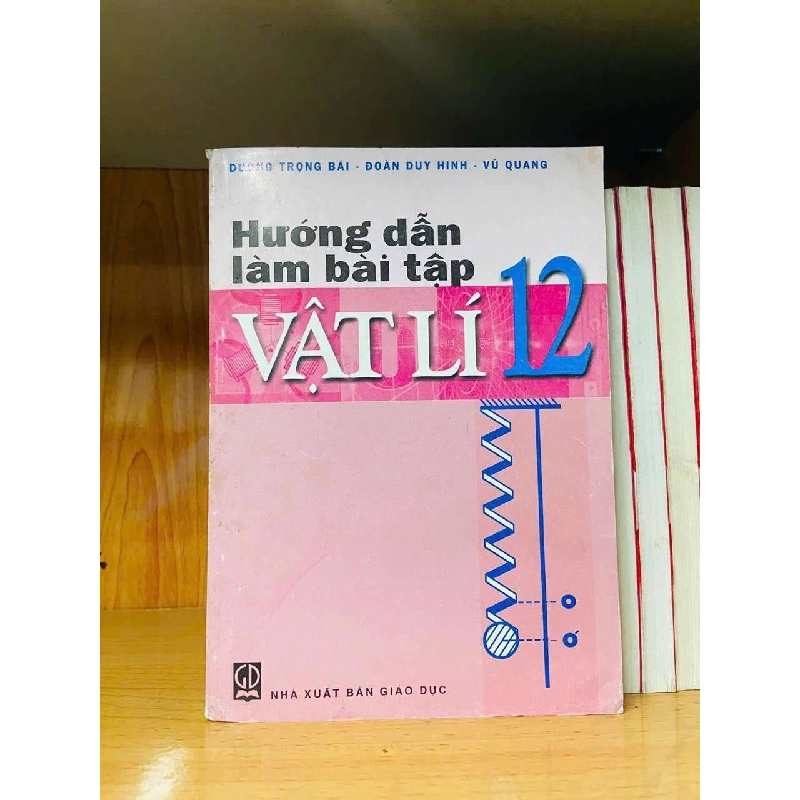 DƯƠNG TRỌNG BÁI - ĐOÀN DUY HINH - VŨ QUANG
Hướng dẫn
làm bài tập
VẬT LÍ 12
O
O'
GD
NHÀ XUẤT BẢN GIÁO DỤC